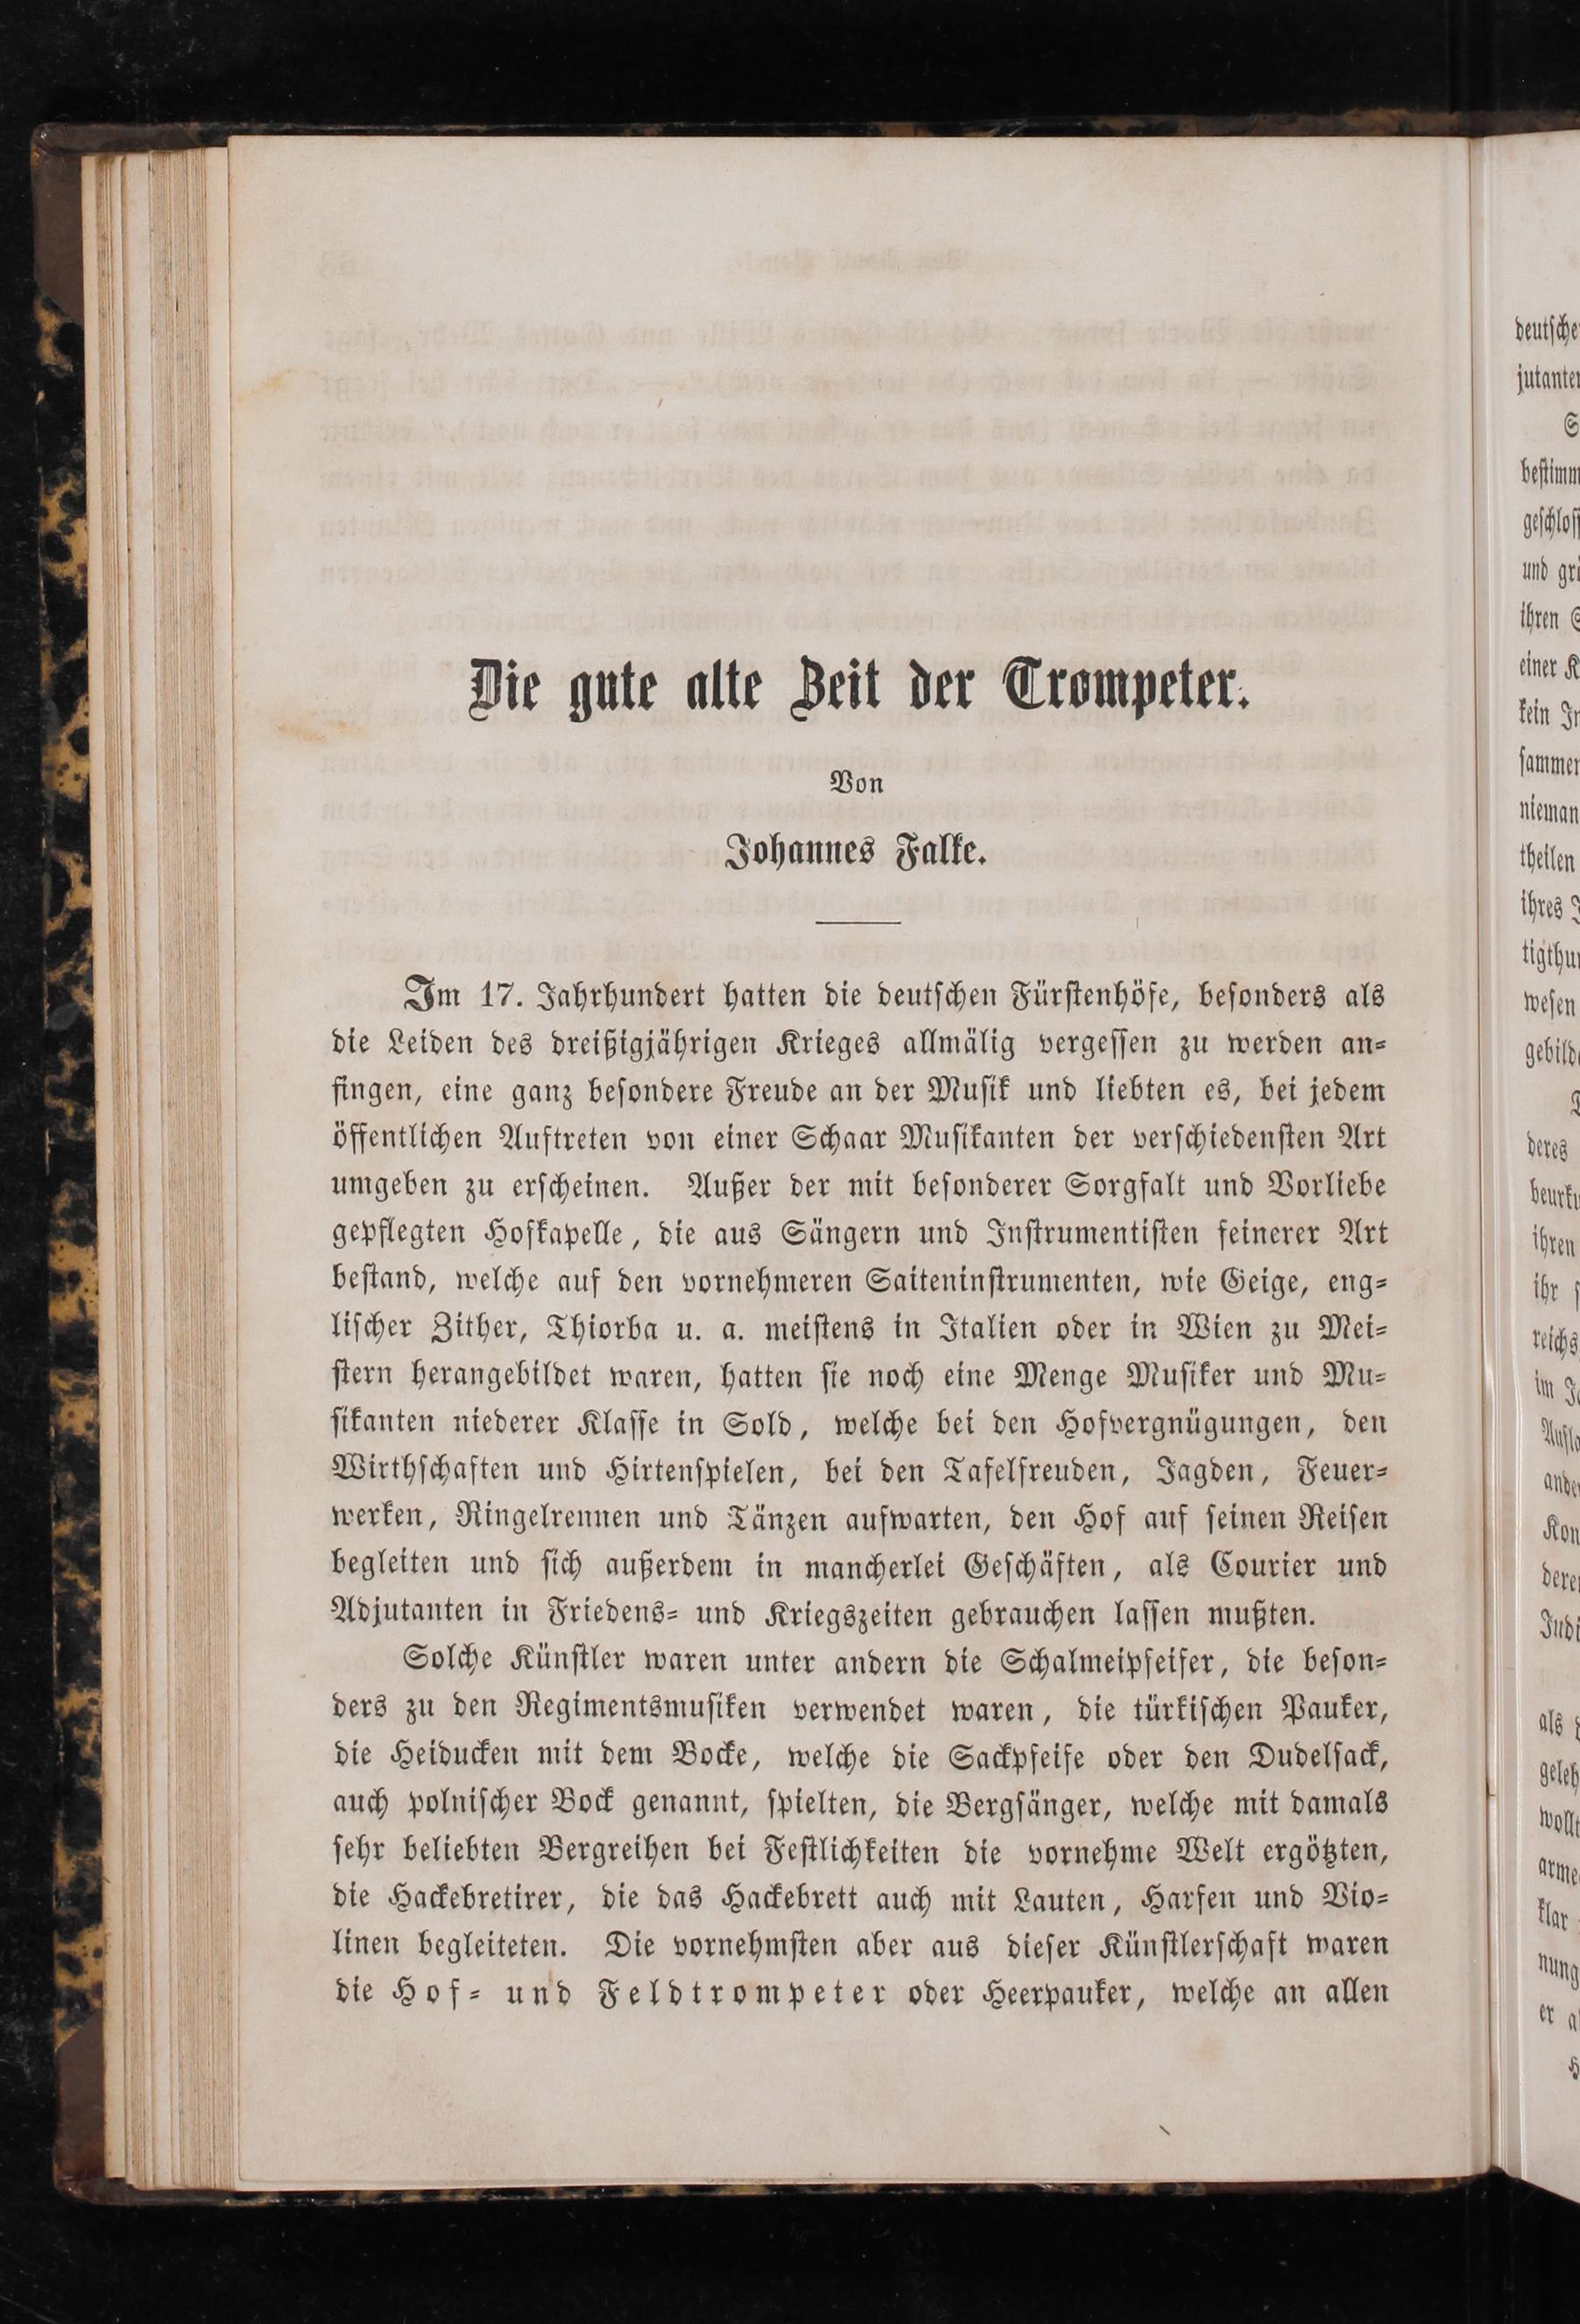 Die gute alte Zeit der Trompeter.
Von
Johannes Falke.
Im 17. Jahrhundert hatten die deutschen Fürstenhöfe, besonders als
die Leiden des dreißigjährigen Krieges allmälig vergessen zu werden an-
fingen, eine ganz besondere Freude an der Musik und liebten es, bei jedem
öffentlichen Auftreten von einer Schaar Musikanten der verschiedensten Art
umgeben zu erscheinen. Außer der mit besonderer Sorgfalt und Vorliebe
gepflegten Hofkapelle, die aus Sängern und Instrumentisten feinerer Art
bestand, welche auf den vornehmeren Saiteninstrumenten, wie Geige, eng-
lischer Zither, Thiorba u. a. meistens in Italien oder in Wien zu Mei-
stern herangebildet waren, hatten sie noch eine Menge Musiker und Mu-
sikanten niederer Klasse in Sold, welche bei den Hofvergnügungen, den
Wirthschaften und Hirtenspielen, bei den Tafelfreuden, Jagden, Feuer-
werken, Ringelrennen und Tänzen aufwarten, den Hof auf seinen Reisen
begleiten und sich außerdem in mancherlei Geschäften, als Courier und
Adjutanten in Friedens- und Kriegszeiten gebrauchen lassen mußten.
Solche Künstler waren unter andern die Schalmeipfeifer, die beson-
ders zu den Regimentsmusiken verwendet waren, die türkischen Pauker,
die Heiducken mit dem Bocke, welche die Sackpfeife oder den Dudelsack,
auch polnischer Bock genannt, spielten, die Bergsänger, welche mit damals
sehr beliebten Bergreihen bei Festlichkeiten die vornehme Welt ergötzten,
die Hackebretirer, die das Hackebrett auch mit Lauten, Harfen und Vio-
linen begleiteten. Die vornehmsten aber aus dieser Künstlerschaft waren
die Hof- und Feldtrompeter oder Heerpauker, welche an allen